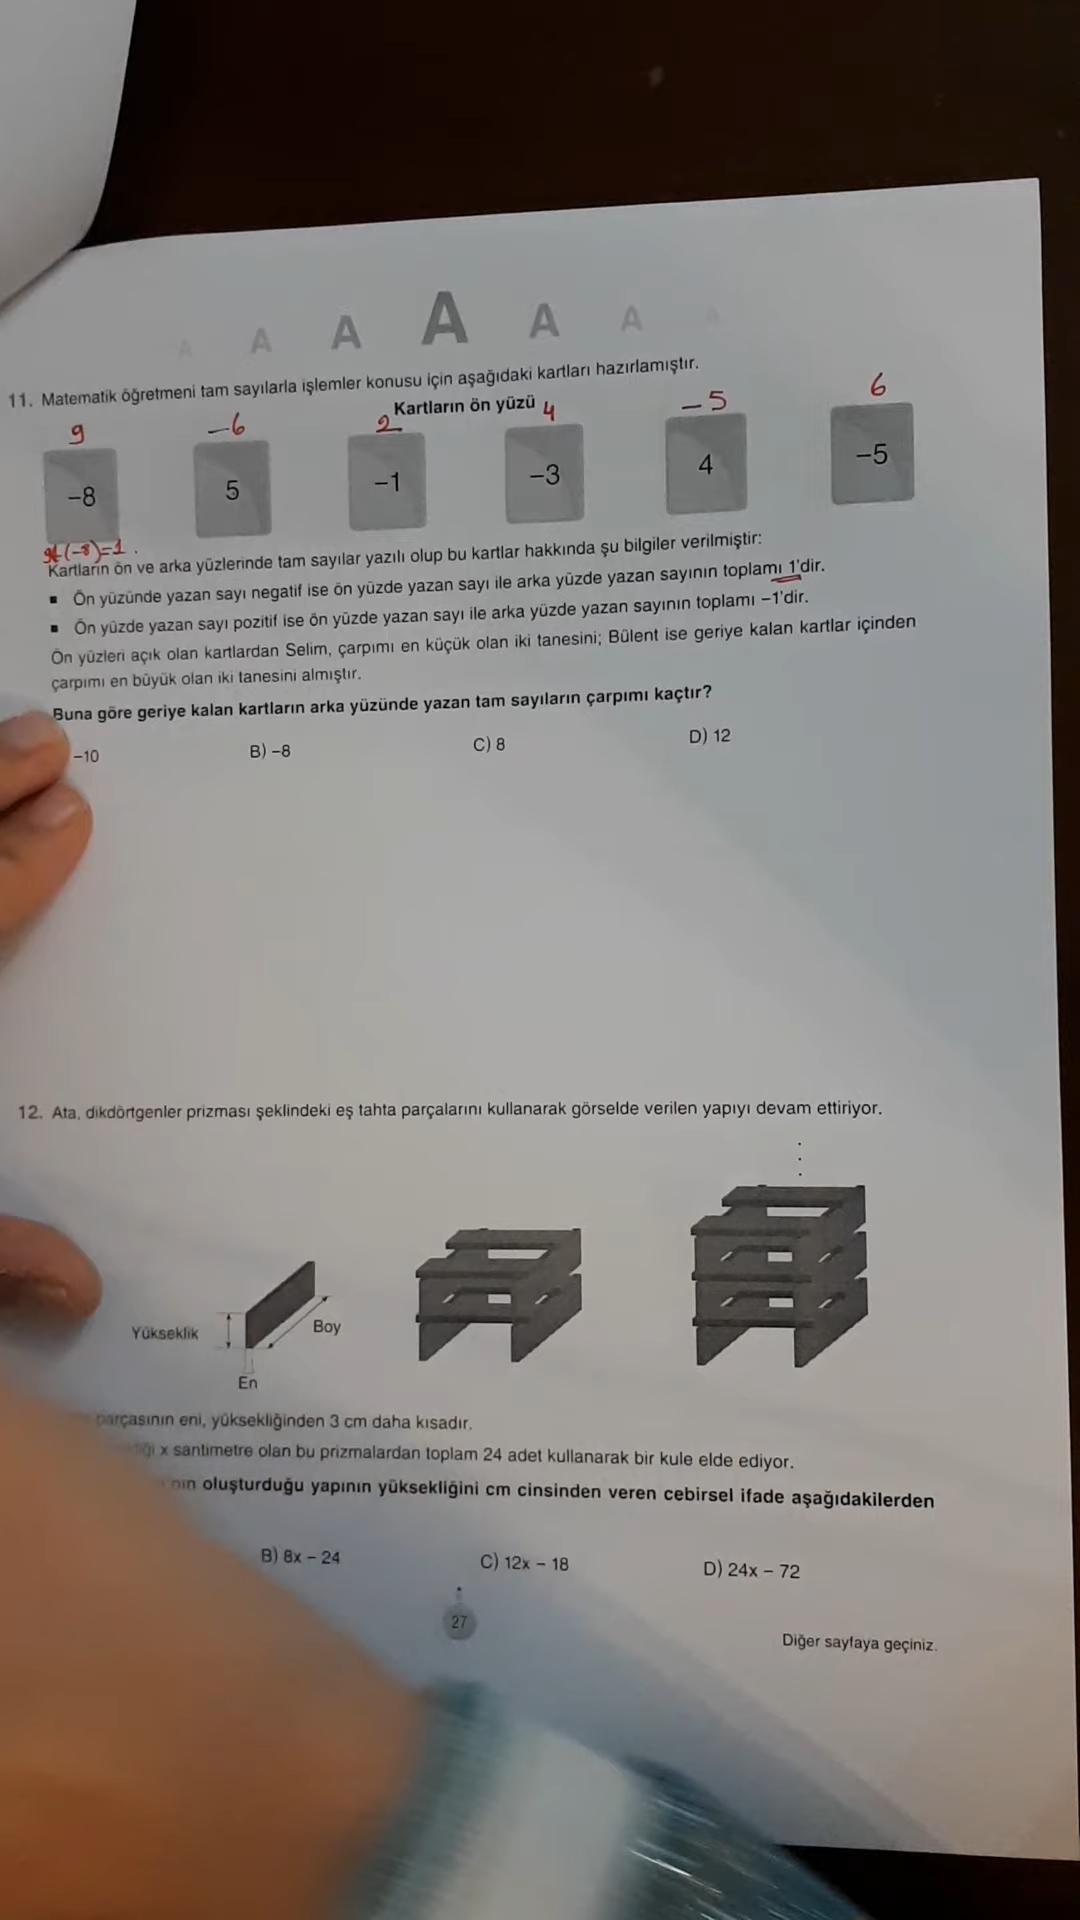 A A A A A A A
11. Matematik öğretmeni tam sayılarla işlemler konusu için aşağıdaki kartları hazırlamıştır.
Kartların ön yüzü
9 −6 2 4 −5 6
−8 5 −1 −3 4 −5
9+(−8)=1.
Kartların ön ve arka yüzlerinde tam sayılar yazılı olup bu kartlar hakkında şu bilgiler verilmiştir:
▪ Ön yüzünde yazan sayı negatif ise ön yüzde yazan sayı ile arka yüzde yazan sayının toplamı 1'dir.
▪ Ön yüzde yazan sayı pozitif ise ön yüzde yazan sayı ile arka yüzde yazan sayının toplamı −1'dir.
Ön yüzleri açık olan kartlardan Selim, çarpımı en küçük olan iki tanesini; Bülent ise geriye kalan kartlar içinden
çarpımı en büyük olan iki tanesini almıştır.
Buna göre geriye kalan kartların arka yüzünde yazan tam sayıların çarpımı kaçtır?
−10 B) −8 C) 8 D) 12
12. Ata, dikdörtgenler prizması şeklindeki eş tahta parçalarını kullanarak görselde verilen yapıyı devam ettiriyor.
Yükseklik
Boy
En
parçasının eni, yüksekliğinden 3 cm daha kısadır.
x santimetre olan bu prizmalardan toplam 24 adet kullanarak bir kule elde ediyor.
oluşturduğu yapının yüksekliğini cm cinsinden veren cebirsel ifade aşağıdakilerden
B) 8x − 24 C) 12x − 18 D) 24x − 72
27
Diğer sayfaya geçiniz.